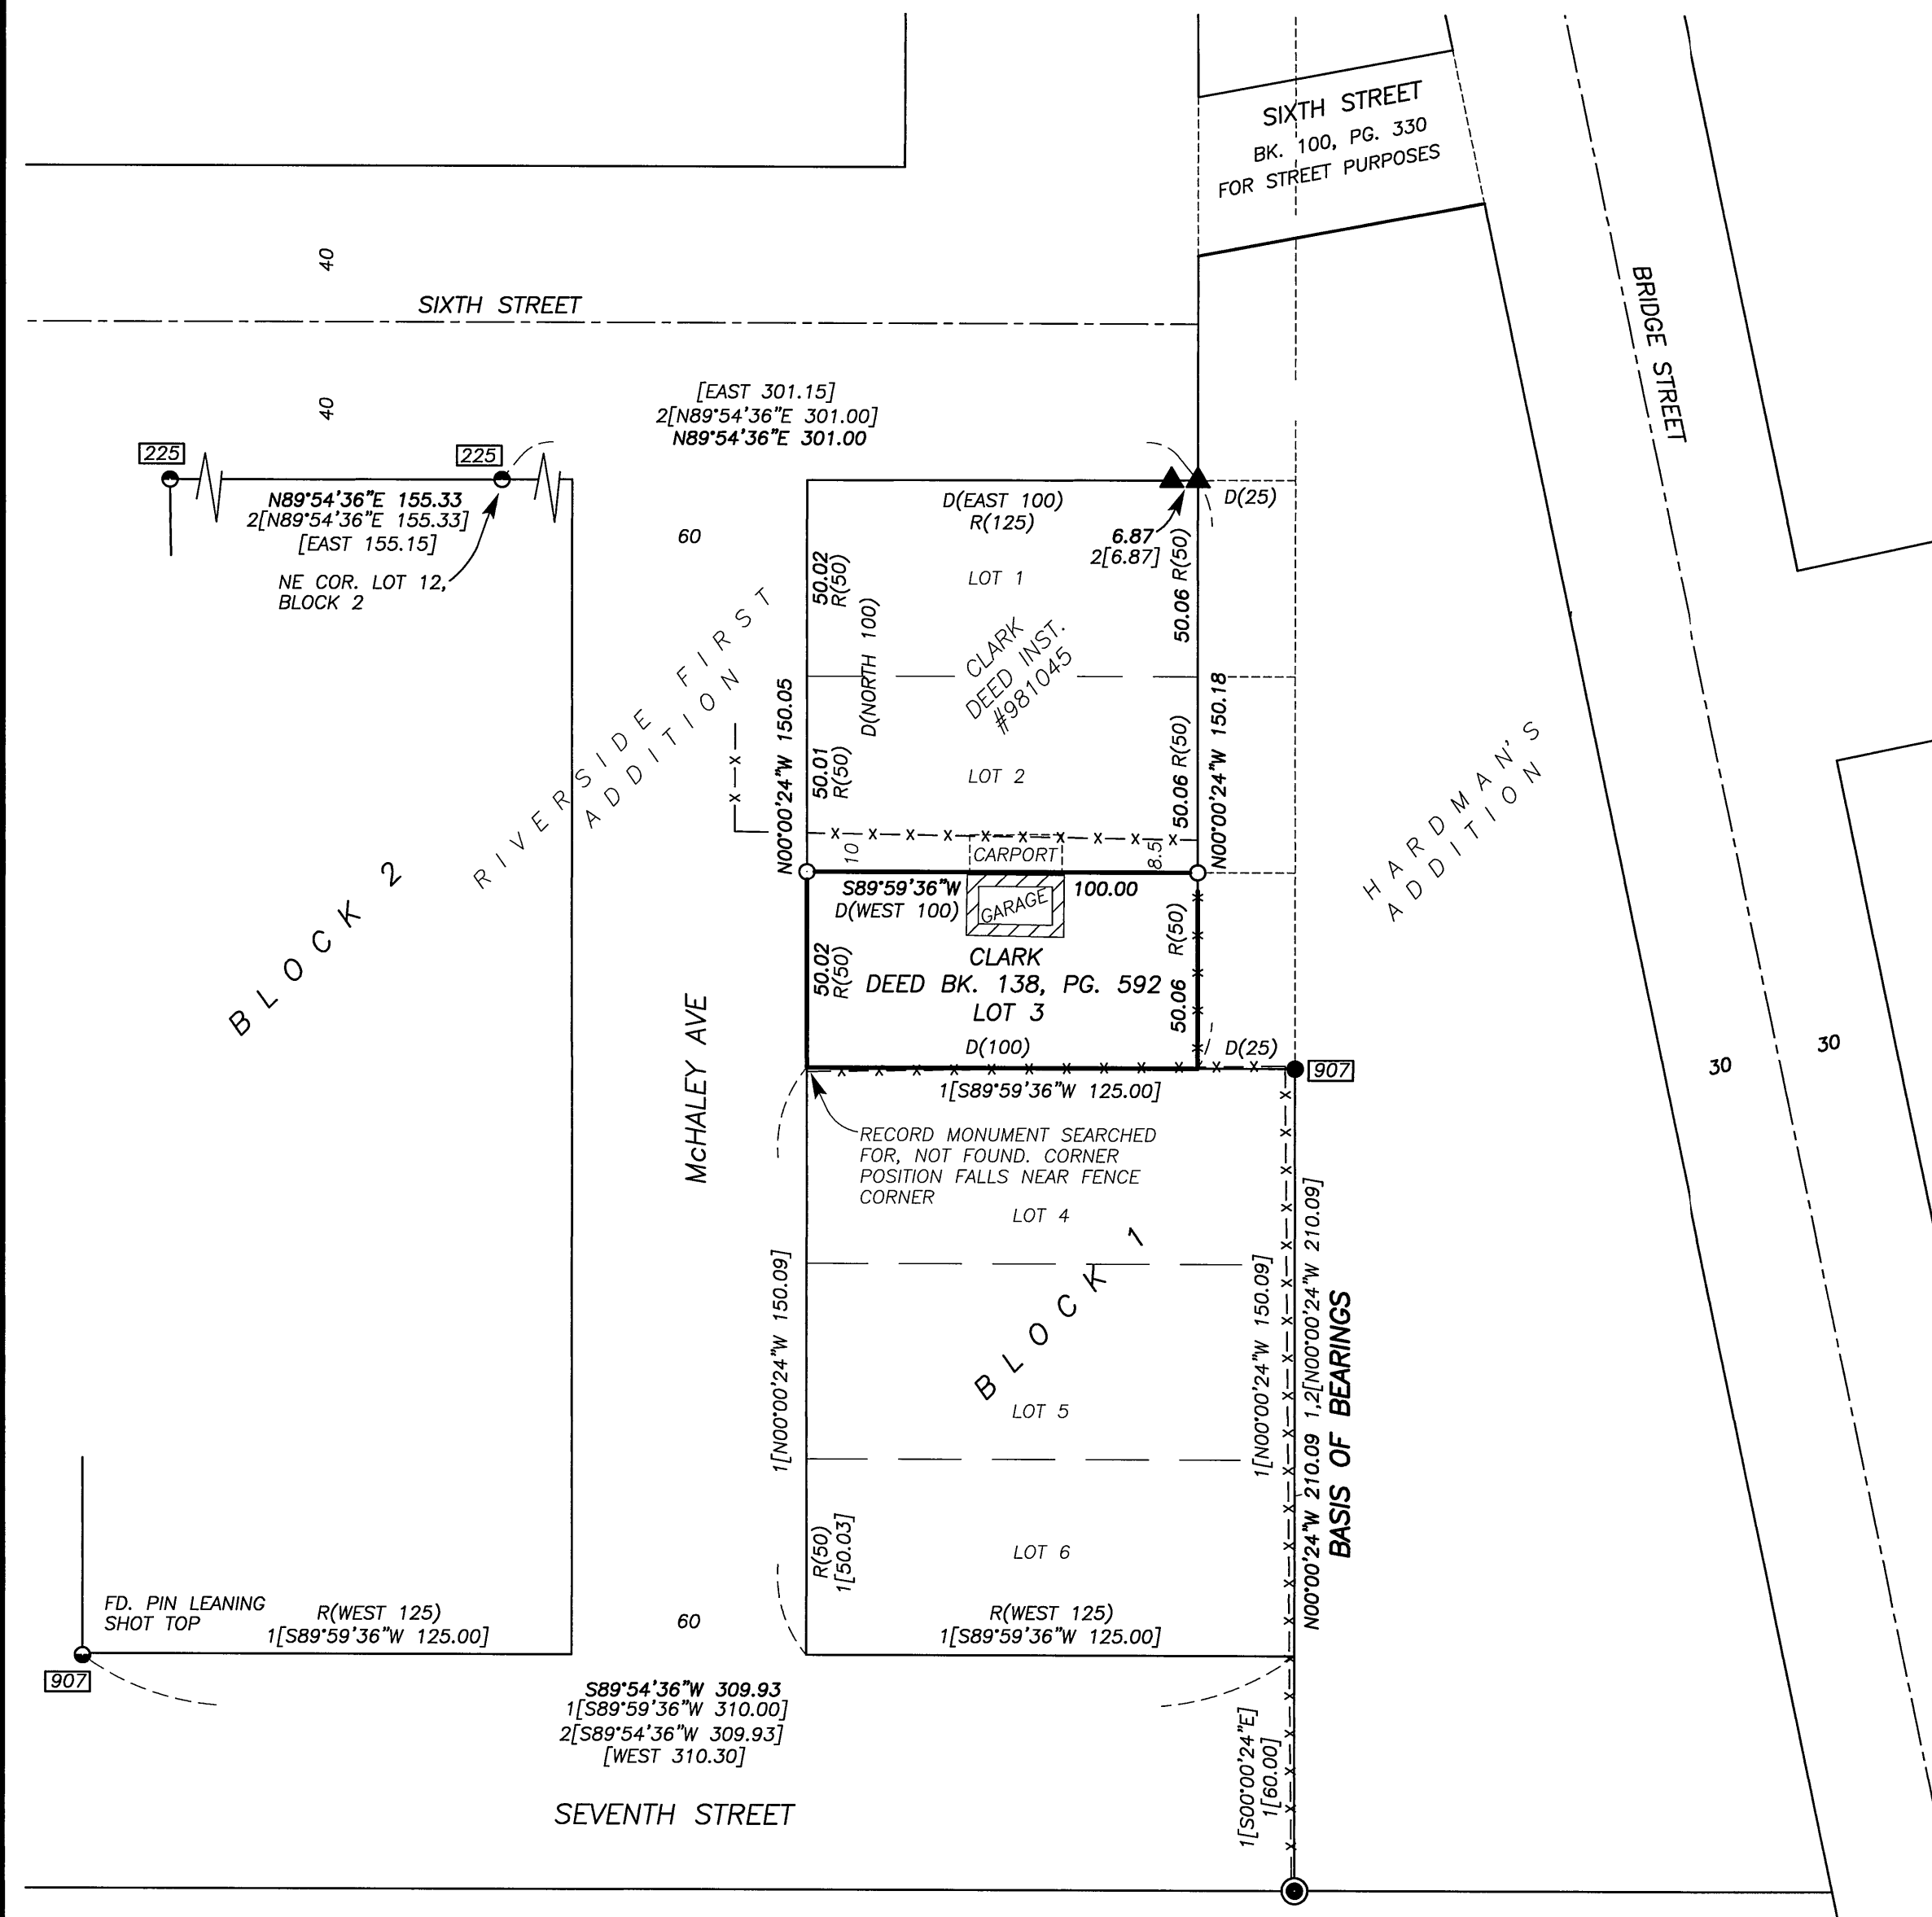 SIXTH STREET
BK. 100, PG. 330
FOR STREET PURPOSES
40
SIXTH STREET
BRIDGE STREET
40
[EAST 301.15]
2[N89°54'36"E 301.00]
N89°54'36"E 301.00
225
225
N89°54'36"E 155.33
2[N89°54'36"E 155.33]
[EAST 155.15]
NE COR. LOT 12,
BLOCK 2
60
D(EAST 100)
R(125)
D(25)
6.87
2[6.87]
50.02
R(50)
LOT 1
50.06 R(50)
D(NORTH 100)
CLARK
DEED INST.
#981045
RIVERSIDE FIRST
ADDITION
N00°00'24"W 150.05
50.01
R(50)
LOT 2
50.06 R(50)
N00°00'24"W 150.18
HARDMAN'S
ADDITION
10
CARPORT
8.5
S89°59'36"W
100.00
D(WEST 100)
GARAGE
BLOCK 2
50.02
R(50)
CLARK
DEED BK. 138, PG. 592
LOT 3
50.06 R(50)
D(100)
D(25)
907
1[S89°59'36"W 125.00]
McHALEY AVE
30
30
RECORD MONUMENT SEARCHED
FOR, NOT FOUND. CORNER
POSITION FALLS NEAR FENCE
CORNER
LOT 4
BLOCK 1
1[N00°00'24"W 150.09]
1[N00°00'24"W 150.09]
N00°00'24"W 210.09 1,2[N00°00'24"W 210.09]
BASIS OF BEARINGS
LOT 5
R(50)
1[50.03]
LOT 6
FD. PIN LEANING
SHOT TOP
R(WEST 125)
1[S89°59'36"W 125.00]
60
R(WEST 125)
1[S89°59'36"W 125.00]
907
S89°54'36"W 309.93
1[S89°59'36"W 310.00]
2[S89°54'36"W 309.93]
[WEST 310.30]
1[S00°00'24"E]
1[60.00]
SEVENTH STREET